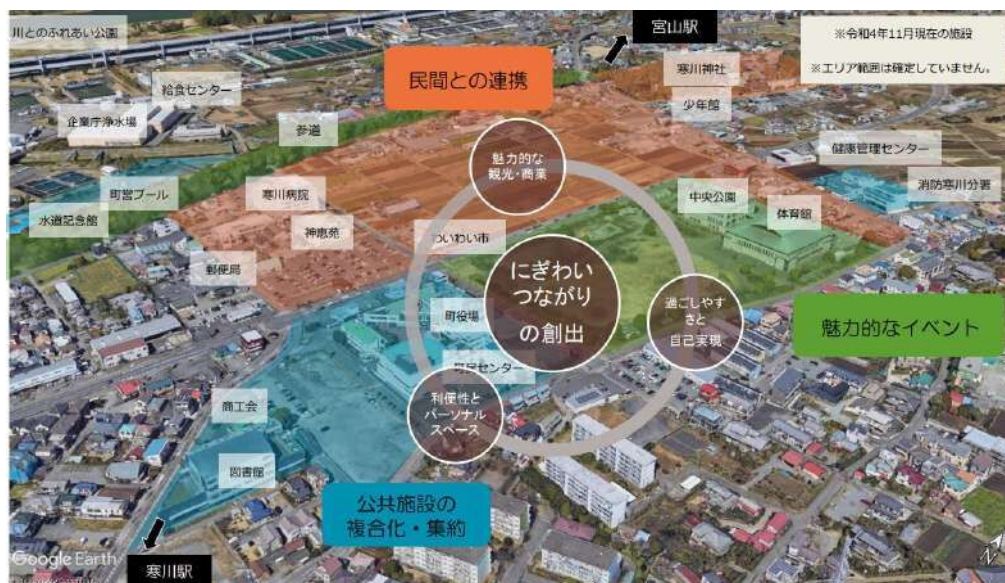 川とのふれあい公園
宮山駅
※令和4年11月現在の施設
※エリア範囲は確定していません。
民間との連携
寒川神社
給食センター
少年館
企業庁浄水場
参道
健康管理センター
魅力的な
観光・商業
町営プール
寒川病院
中央公園
消防寒川分署
水道記念館
体育館
神恵苑
わいわい市
郵便局
にぎわい
つながり
の創出
町役場
過ごしやす
さと
自己実現
魅力的なイベント
センター
利便性と
パーソナル
スペース
商工会
図書館
公共施設の
複合化・集約
Google Earth
寒川駅
N